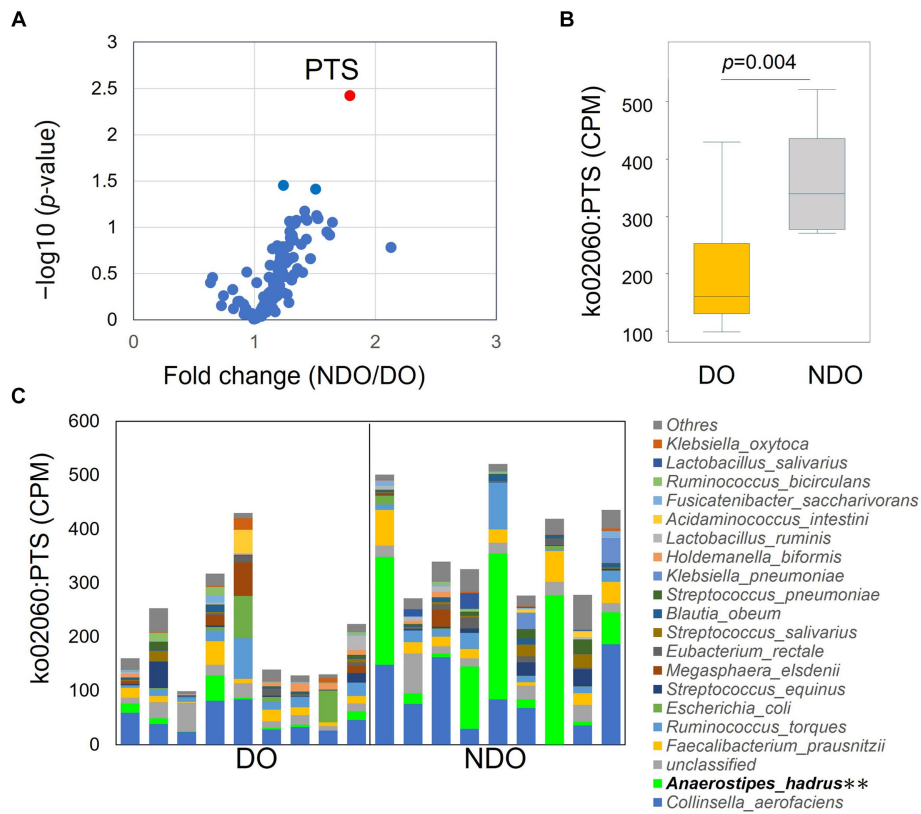 A
3
2.5
2
1.5
1
0.5
0
0
1
2
3
PTS
−log10 (p-value)
Fold change (NDO/DO)
B
p=0.004
500
400
300
200
100
ko02060:PTS (CPM)
DO
NDO
C
600
500
400
300
200
100
0
ko02060:PTS (CPM)
DO
NDO
Othres
Klebsiella_oxytoca
Lactobacillus_salivarius
Ruminococcus_bicirculans
Fusicatenibacter_saccharivorans
Acidaminococcus_intestini
Lactobacillus_ruminis
Holdemanella_biformis
Klebsiella_pneumoniae
Streptococcus_pneumoniae
Blautia_obeum
Streptococcus_salivarius
Eubacterium_rectale
Megasphaera_elsdenii
Streptococcus_equinus
Escherichia_coli
Ruminococcus_torques
Faecalibacterium_prausnitzii
unclassified
Anaerostipes_hadrus**
Collinsella_aerofaciens